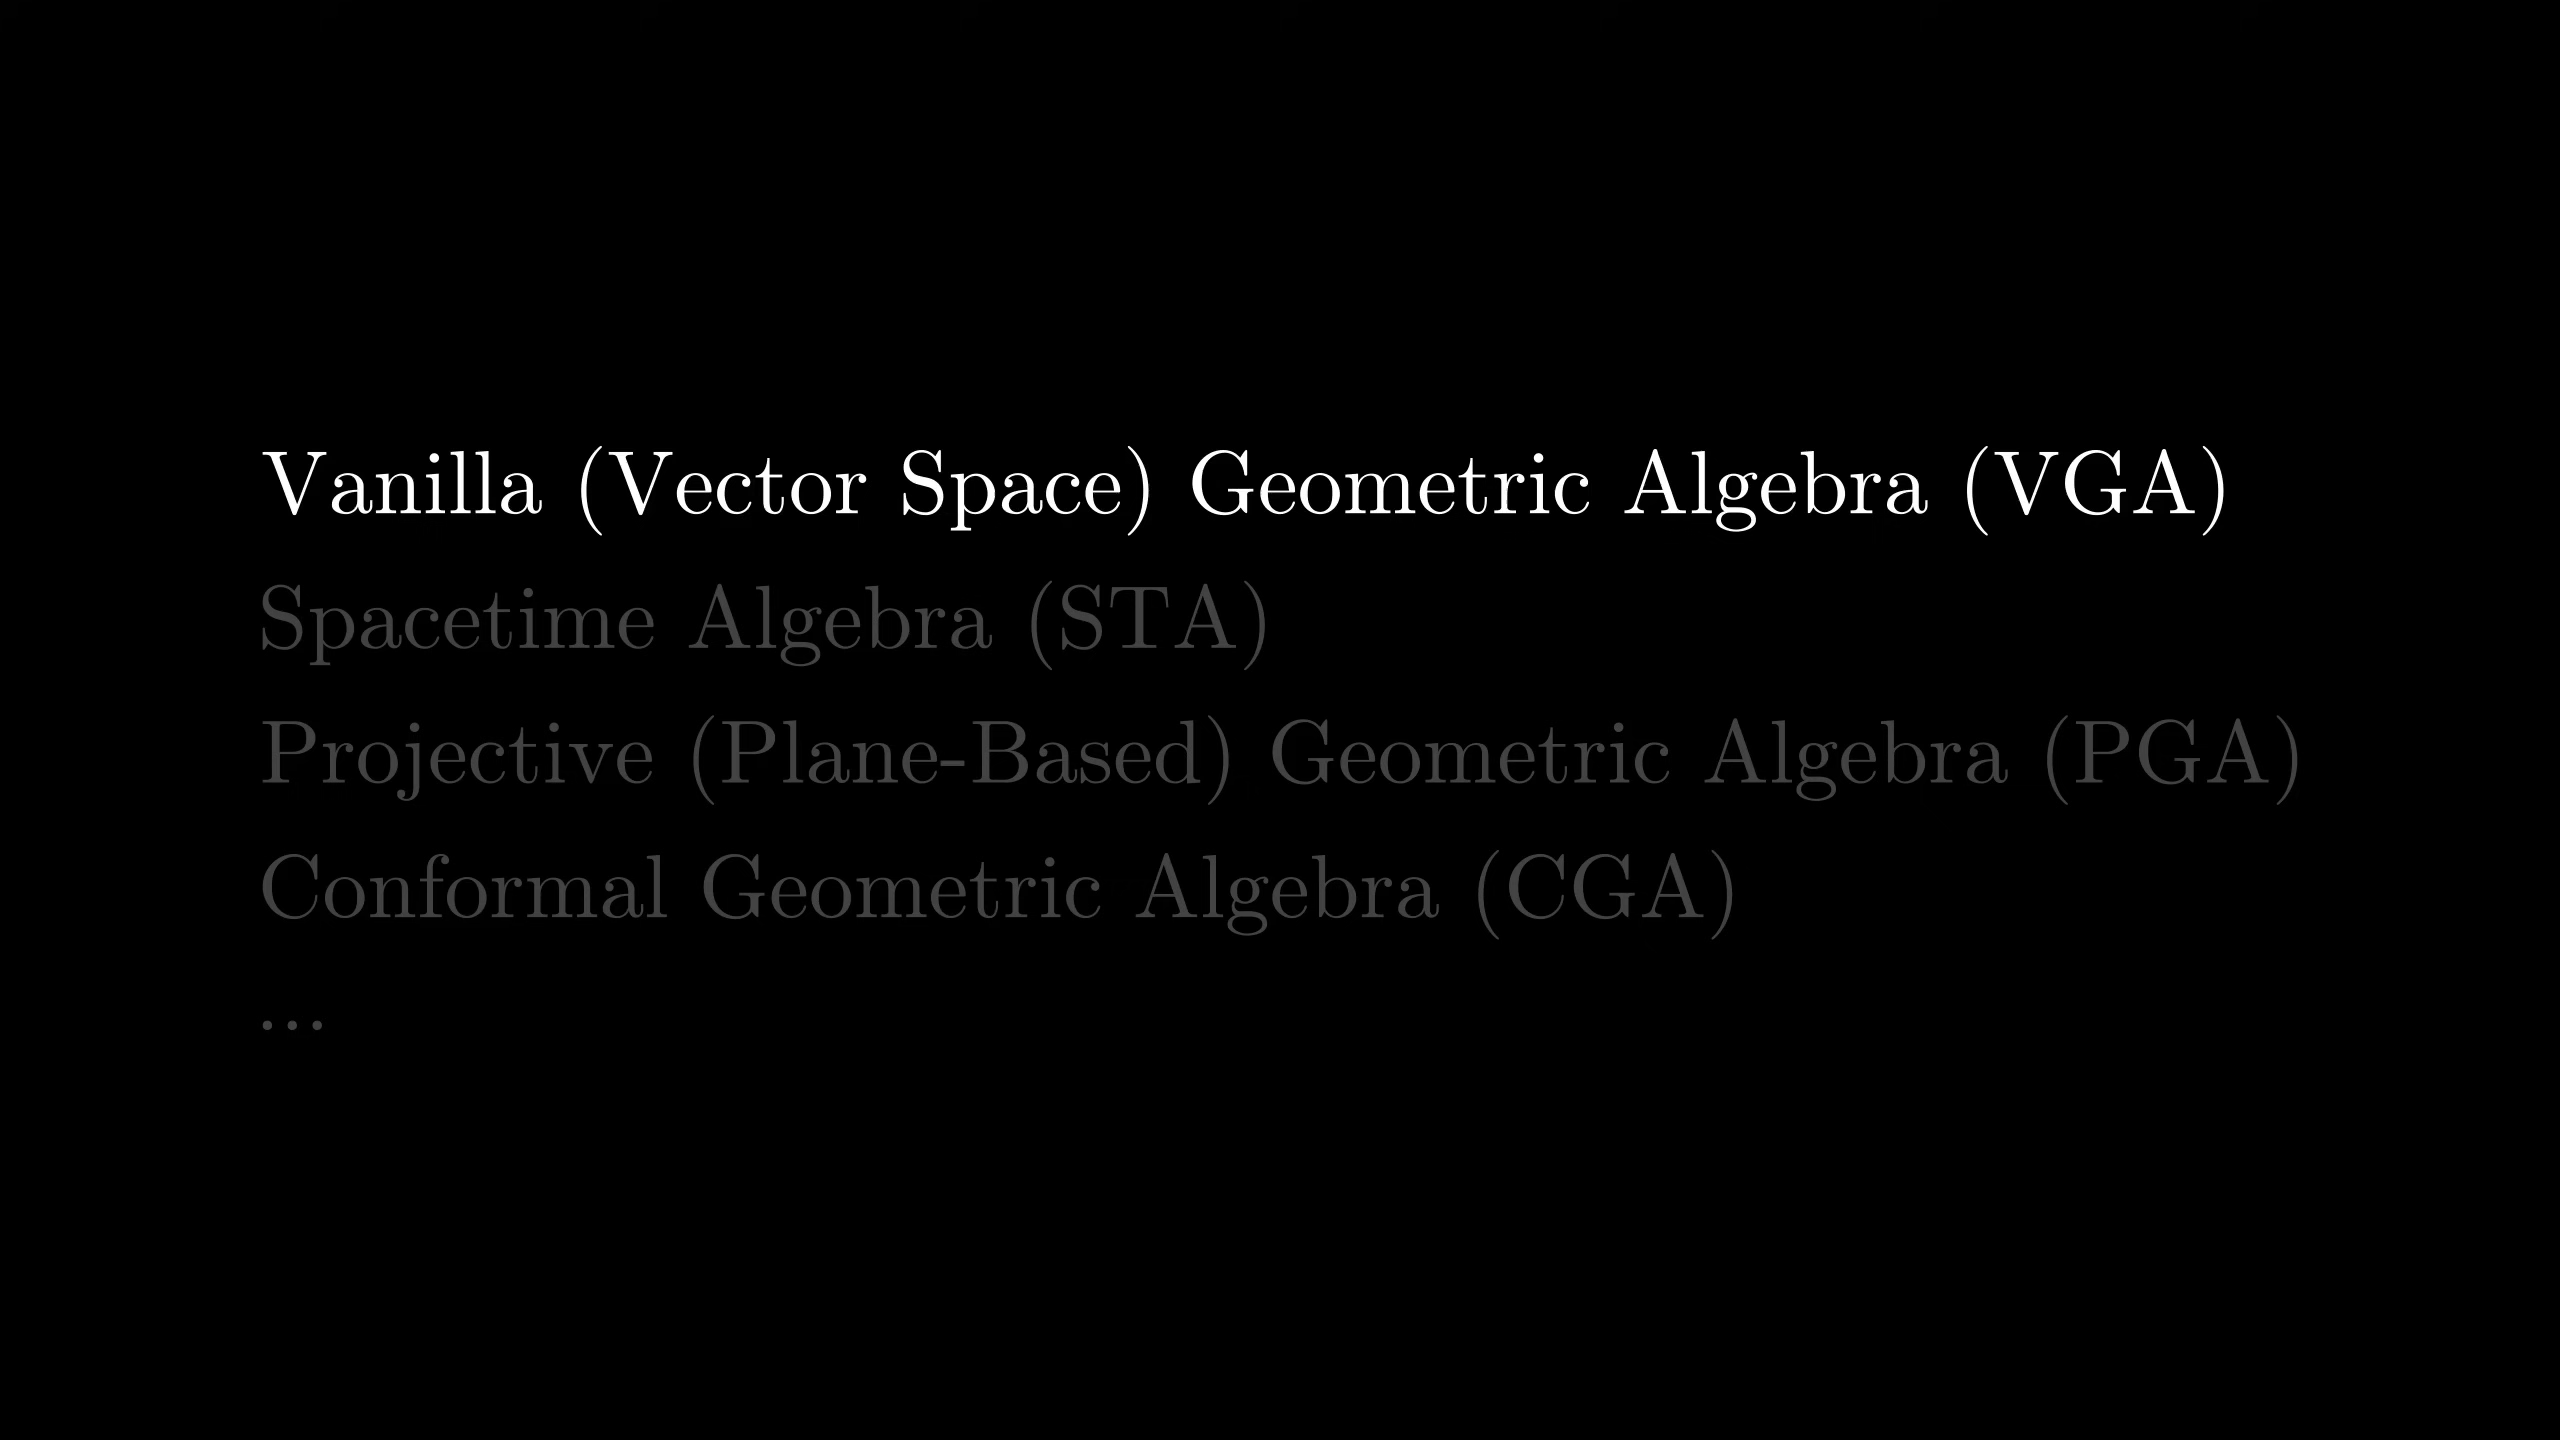 Vanilla (Vector Space) Geometric Algebra (VGA)
Spacetime Algebra (STA)
Projective (Plane-Based) Geometric Algebra (PGA)
Conformal Geometric Algebra (CGA)
...